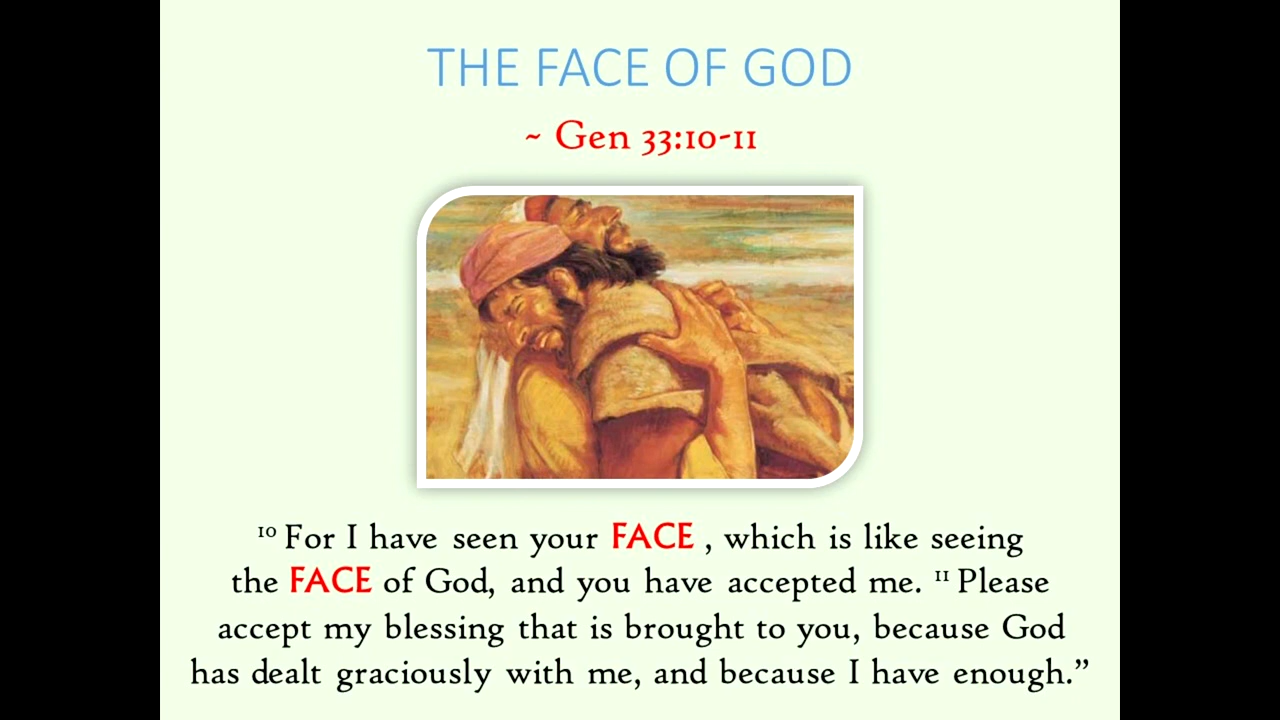 THE FACE OF GOD
~ Gen 33:10-11
10 For I have seen your FACE , which is like seeing
the FACE of God, and you have accepted me. 11 Please
accept my blessing that is brought to you, because God
has dealt graciously with me, and because I have enough.”